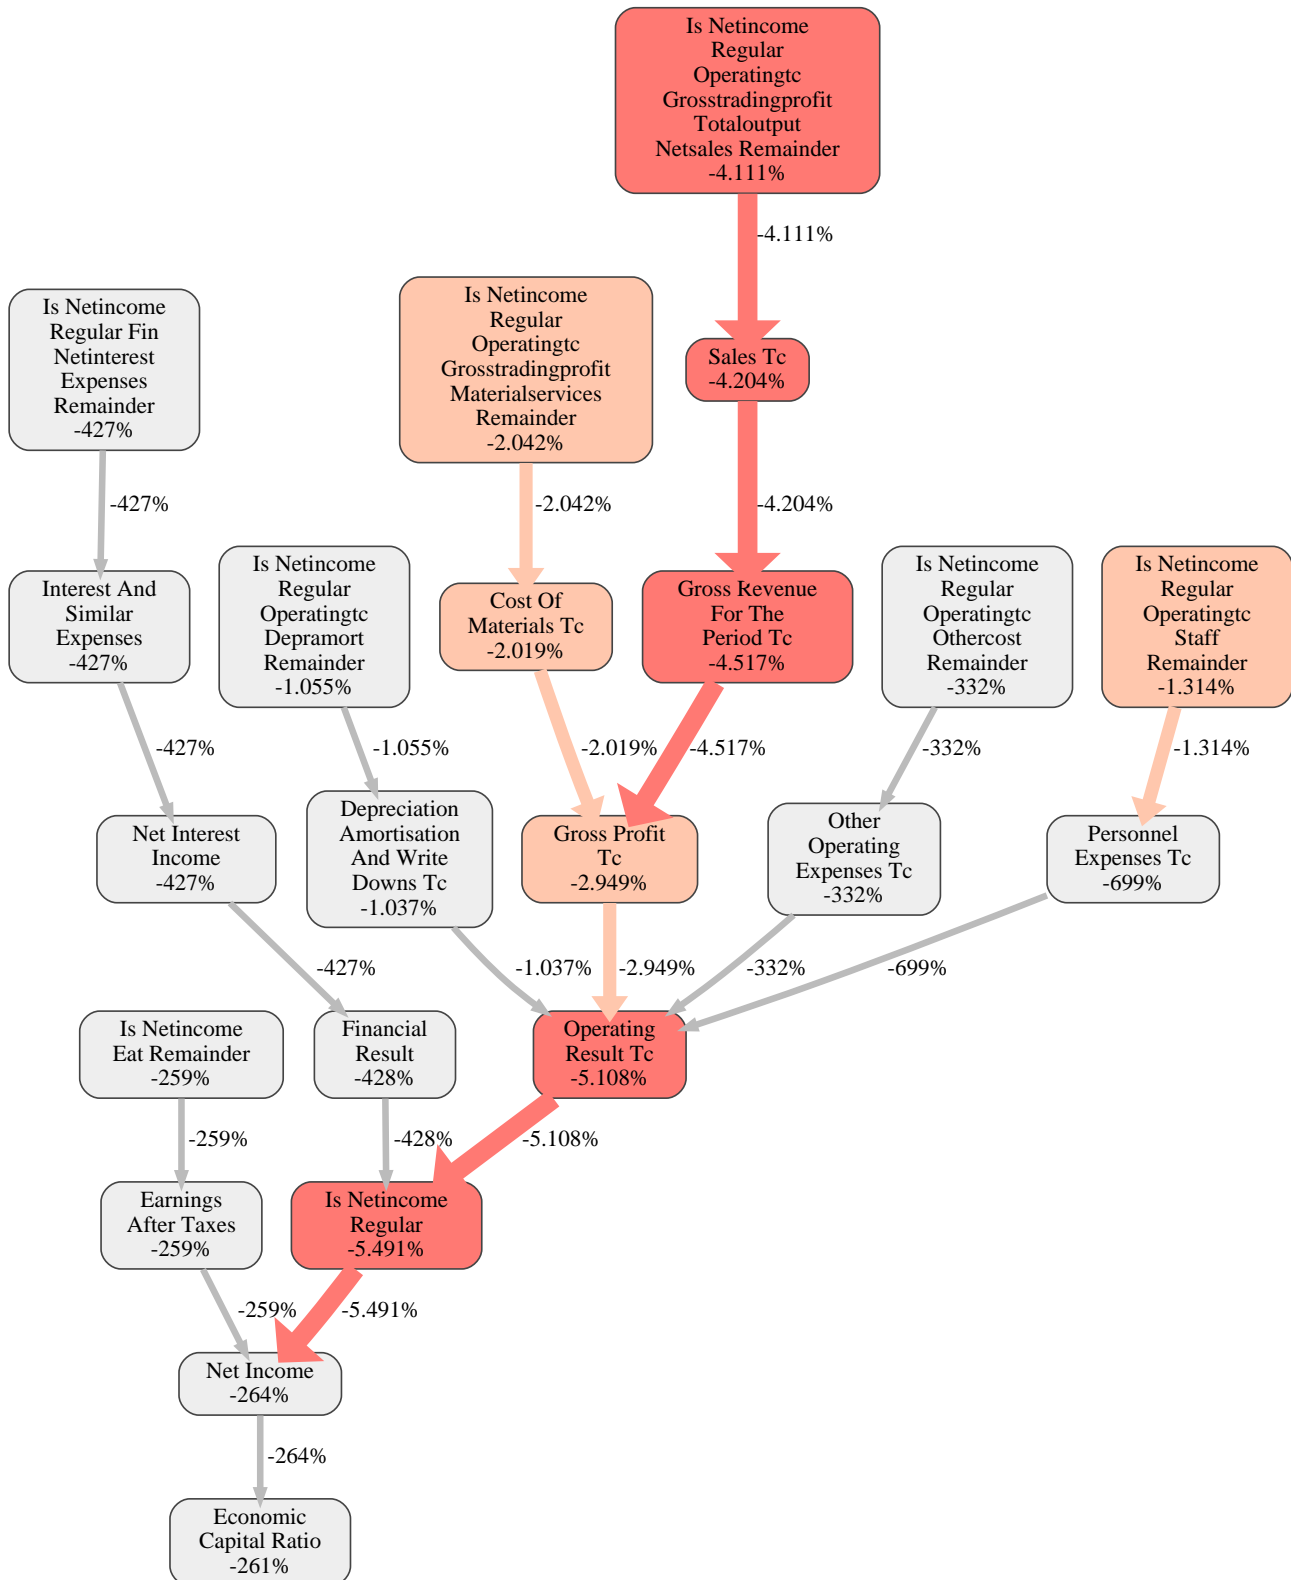 Is Netincome
Regular
Operatingtc
Grosstradingprofit
Totaloutput
Netsales Remainder
-4.111%
-4.111%
Is Netincome
Regular Fin
Netinterest
Expenses
Remainder
-427%
Is Netincome
Regular
Operatingtc
Grosstradingprofit
Materialservices
Remainder
-2.042%
Sales Tc
-4.204%
-427%
-2.042%
-4.204%
Interest And
Similar
Expenses
-427%
Is Netincome
Regular
Operatingtc
Depramort
Remainder
-1.055%
Cost Of
Materials Tc
-2.019%
Gross Revenue
For The
Period Tc
-4.517%
Is Netincome
Regular
Operatingtc
Othercost
Remainder
-332%
Is Netincome
Regular
Operatingtc
Staff
Remainder
-1.314%
-427%
-1.055%
-2.019%
-4.517%
-332%
-1.314%
Net Interest
Income
-427%
Depreciation
Amortisation
And Write
Downs Tc
-1.037%
Gross Profit
Tc
-2.949%
Other
Operating
Expenses Tc
-332%
Personnel
Expenses Tc
-699%
-427%
-1.037%
-2.949%
-332%
-699%
Is Netincome
Eat Remainder
-259%
Financial
Result
-428%
Operating
Result Tc
-5.108%
-259%
-428%
-5.108%
Earnings
After Taxes
-259%
Is Netincome
Regular
-5.491%
-259%
-5.491%
Net Income
-264%
-264%
Economic
Capital Ratio
-261%